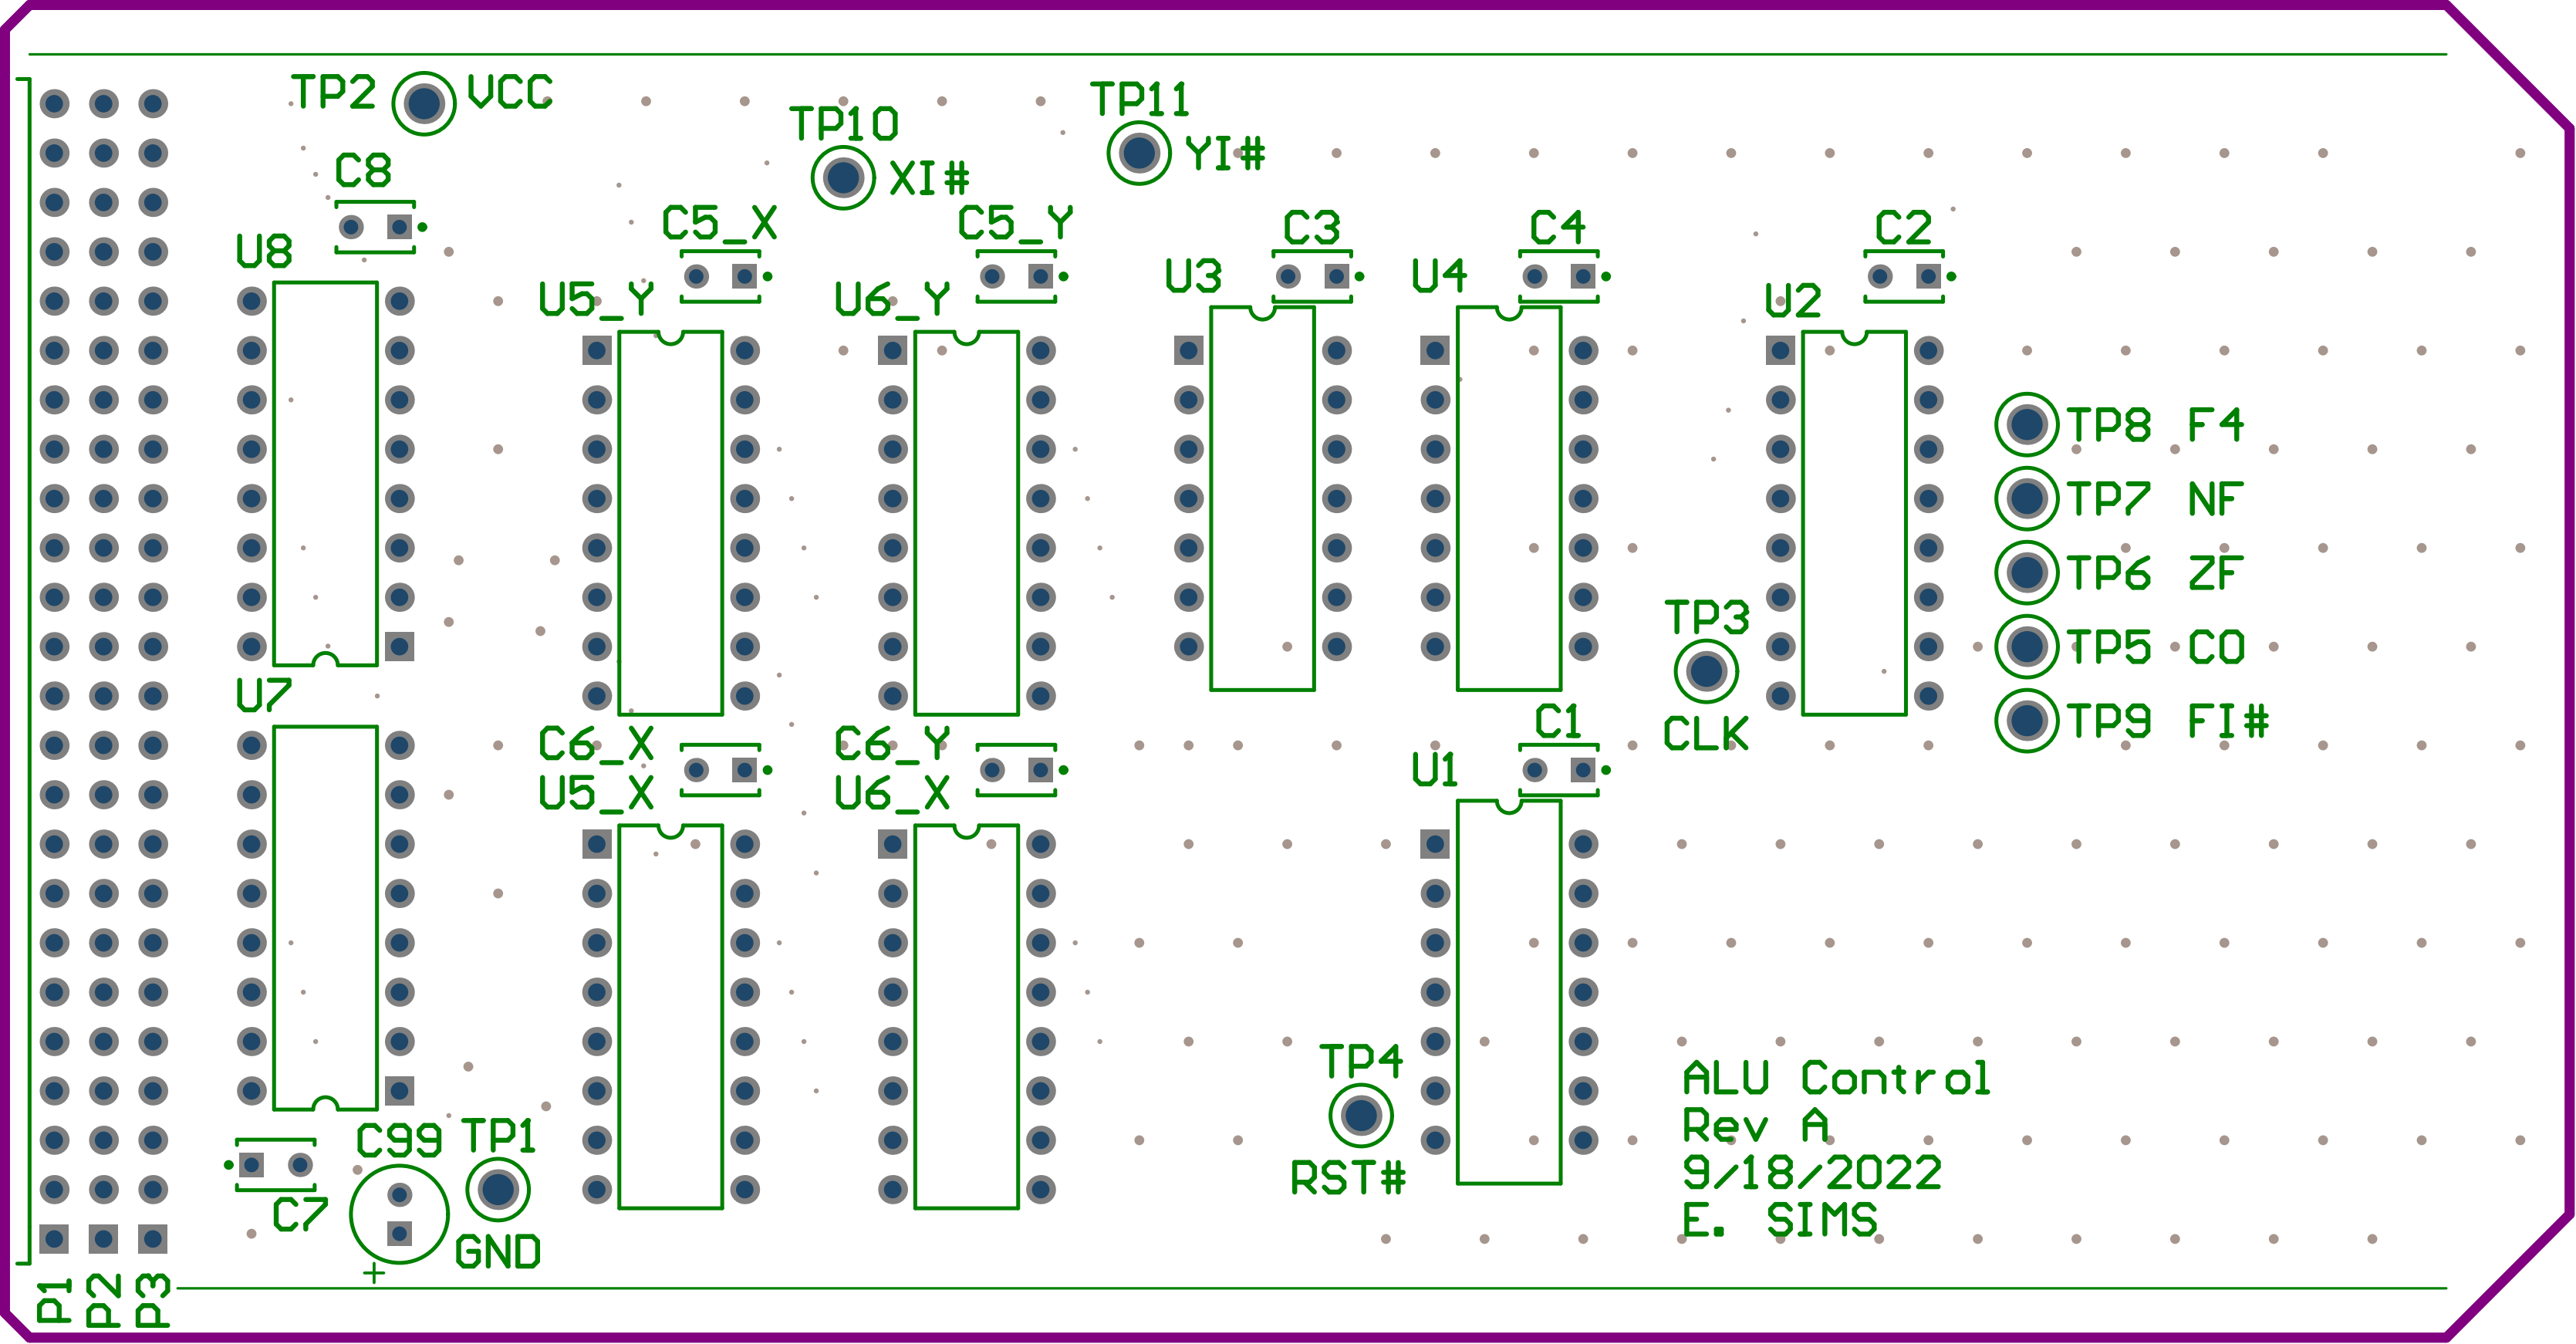 TP2 VCC
TP11
YI#
TP10
XI#
C8
C5_X
C5_Y
C3
C4
C2
U8
U5_Y
U6_Y
U3
U4
U2
TP8 F4
TP7 NF
TP6 ZF
TP3
CLK
TP5 CO
TP9 FI#
U7
C6_X
U5_X
C6_Y
U6_X
C1
U1
TP4
RST#
ALU Control
Rev A
9/18/2022
E. SIMS
C99
TP1
GND
C7
+
P1
P2
P3